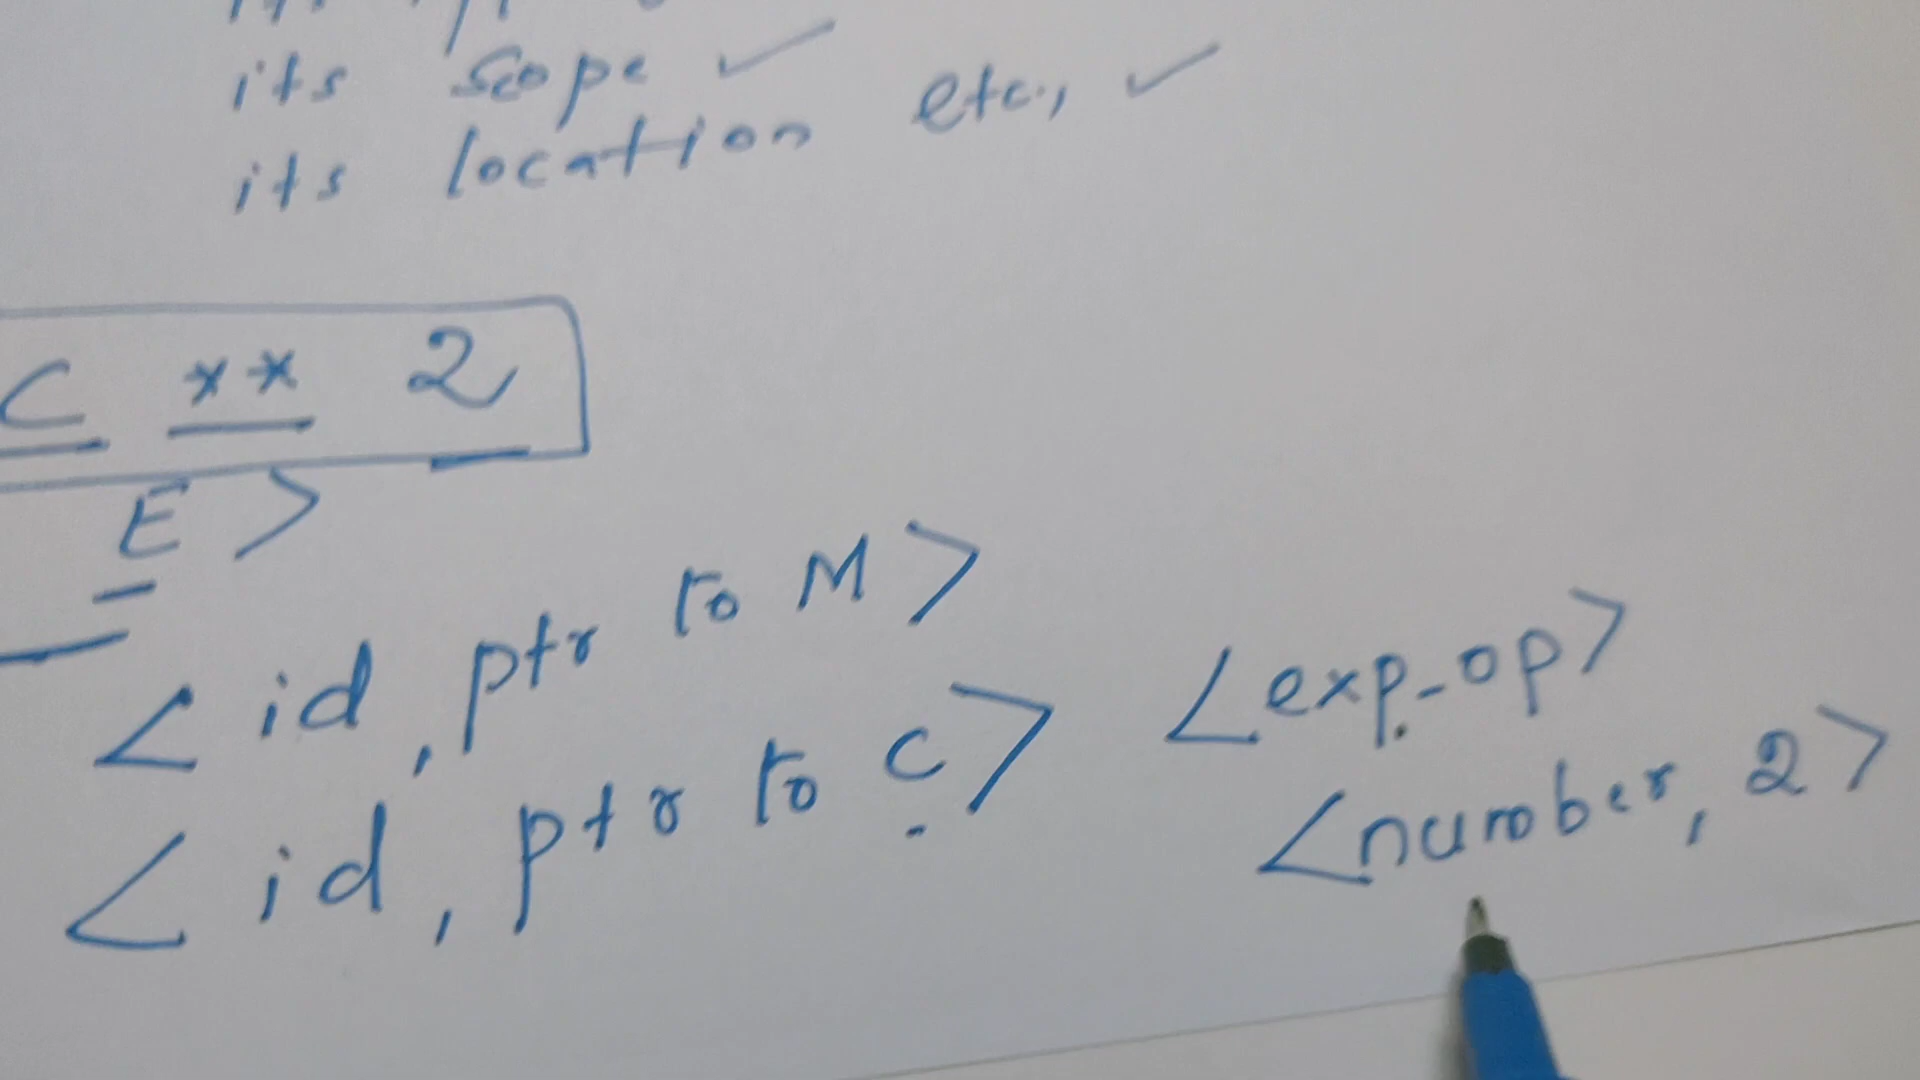 its scope ✓
its location etc., ✓
C ** 2
E >
< id, ptr to M >
< id, ptr to C > <exp-op>
<number, 2>